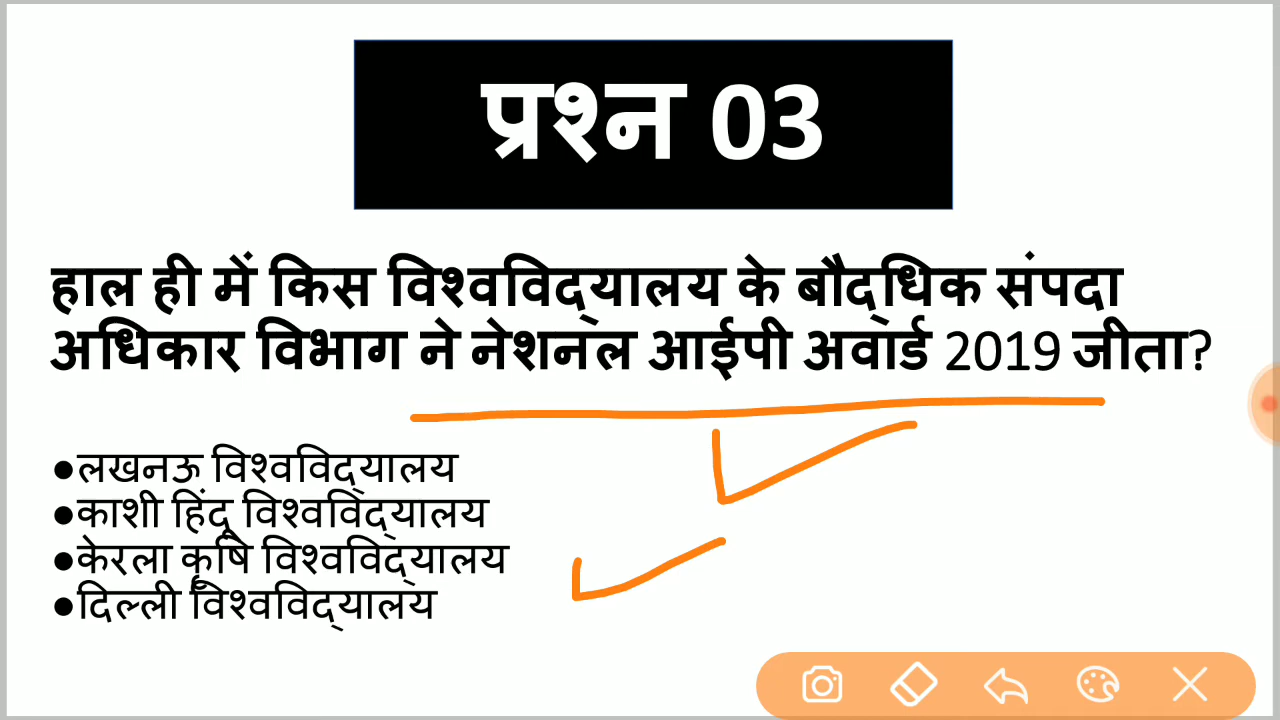 प्रश्न 03
हाल ही में किस विश्वविद्यालय के बौद्धिक संपदा
अधिकार विभाग ने नेशनल आईपी अवार्ड 2019 जीता?
●लखनऊ विश्वविद्यालय
●काशी हिंदू विश्वविद्यालय
●केरला कृषि विश्वविद्यालय
●दिल्ली विश्वविद्यालय